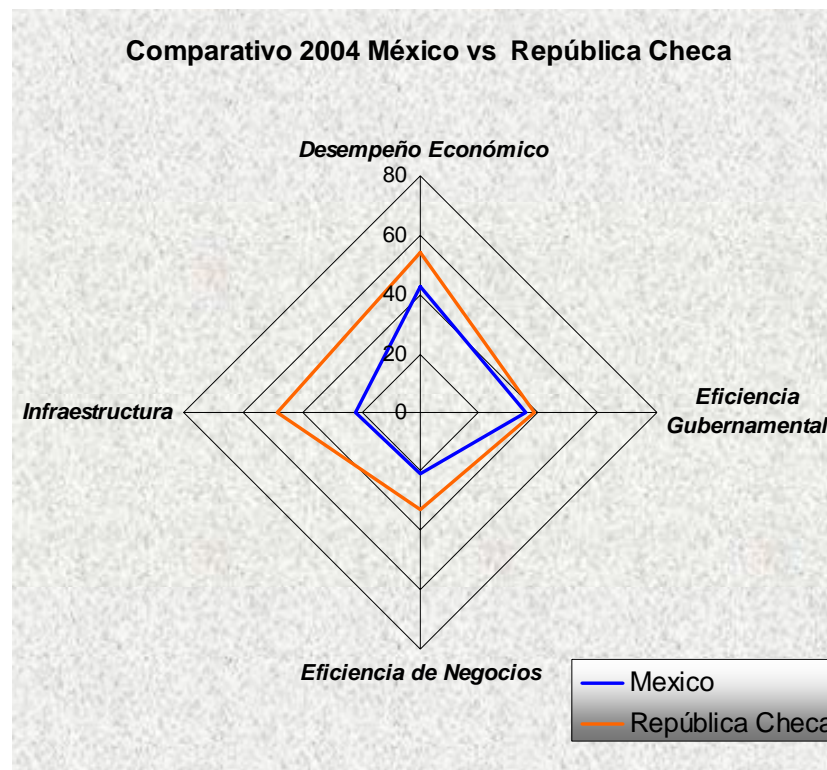 Comparativo 2004 México vs República Checa
Desempeño Económico
80
60
40
20
Infraestructura
0
Eficiencia
Gubernamental
Eficiencia de Negocios
Mexico
República Checa